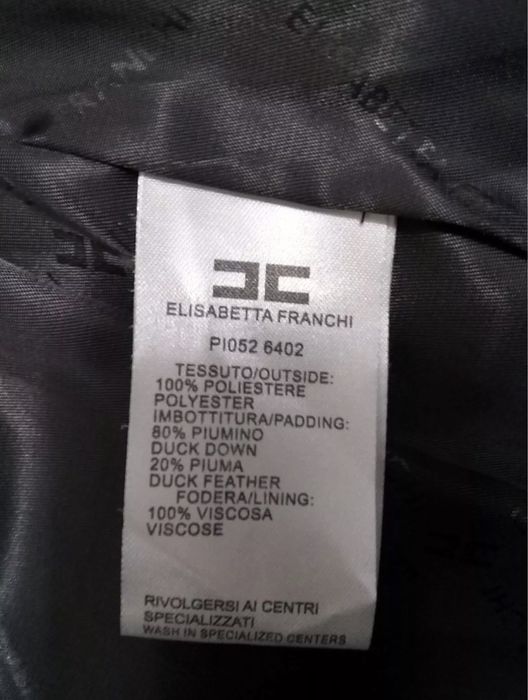 ELISABETTA FRANCHI
PI052 6402
TESSUTO/OUTSIDE:
100% POLIESTERE
POLYESTER
IMBOTTITURA/PADDING:
80% PIUMINO
DUCK DOWN
20% PIUMA
DUCK FEATHER
FODERA/LINING:
100% VISCOSA
VISCOSE
RIVOLGERSI AI CENTRI
SPECIALIZZATI
WASH IN SPECIALIZED CENTERS